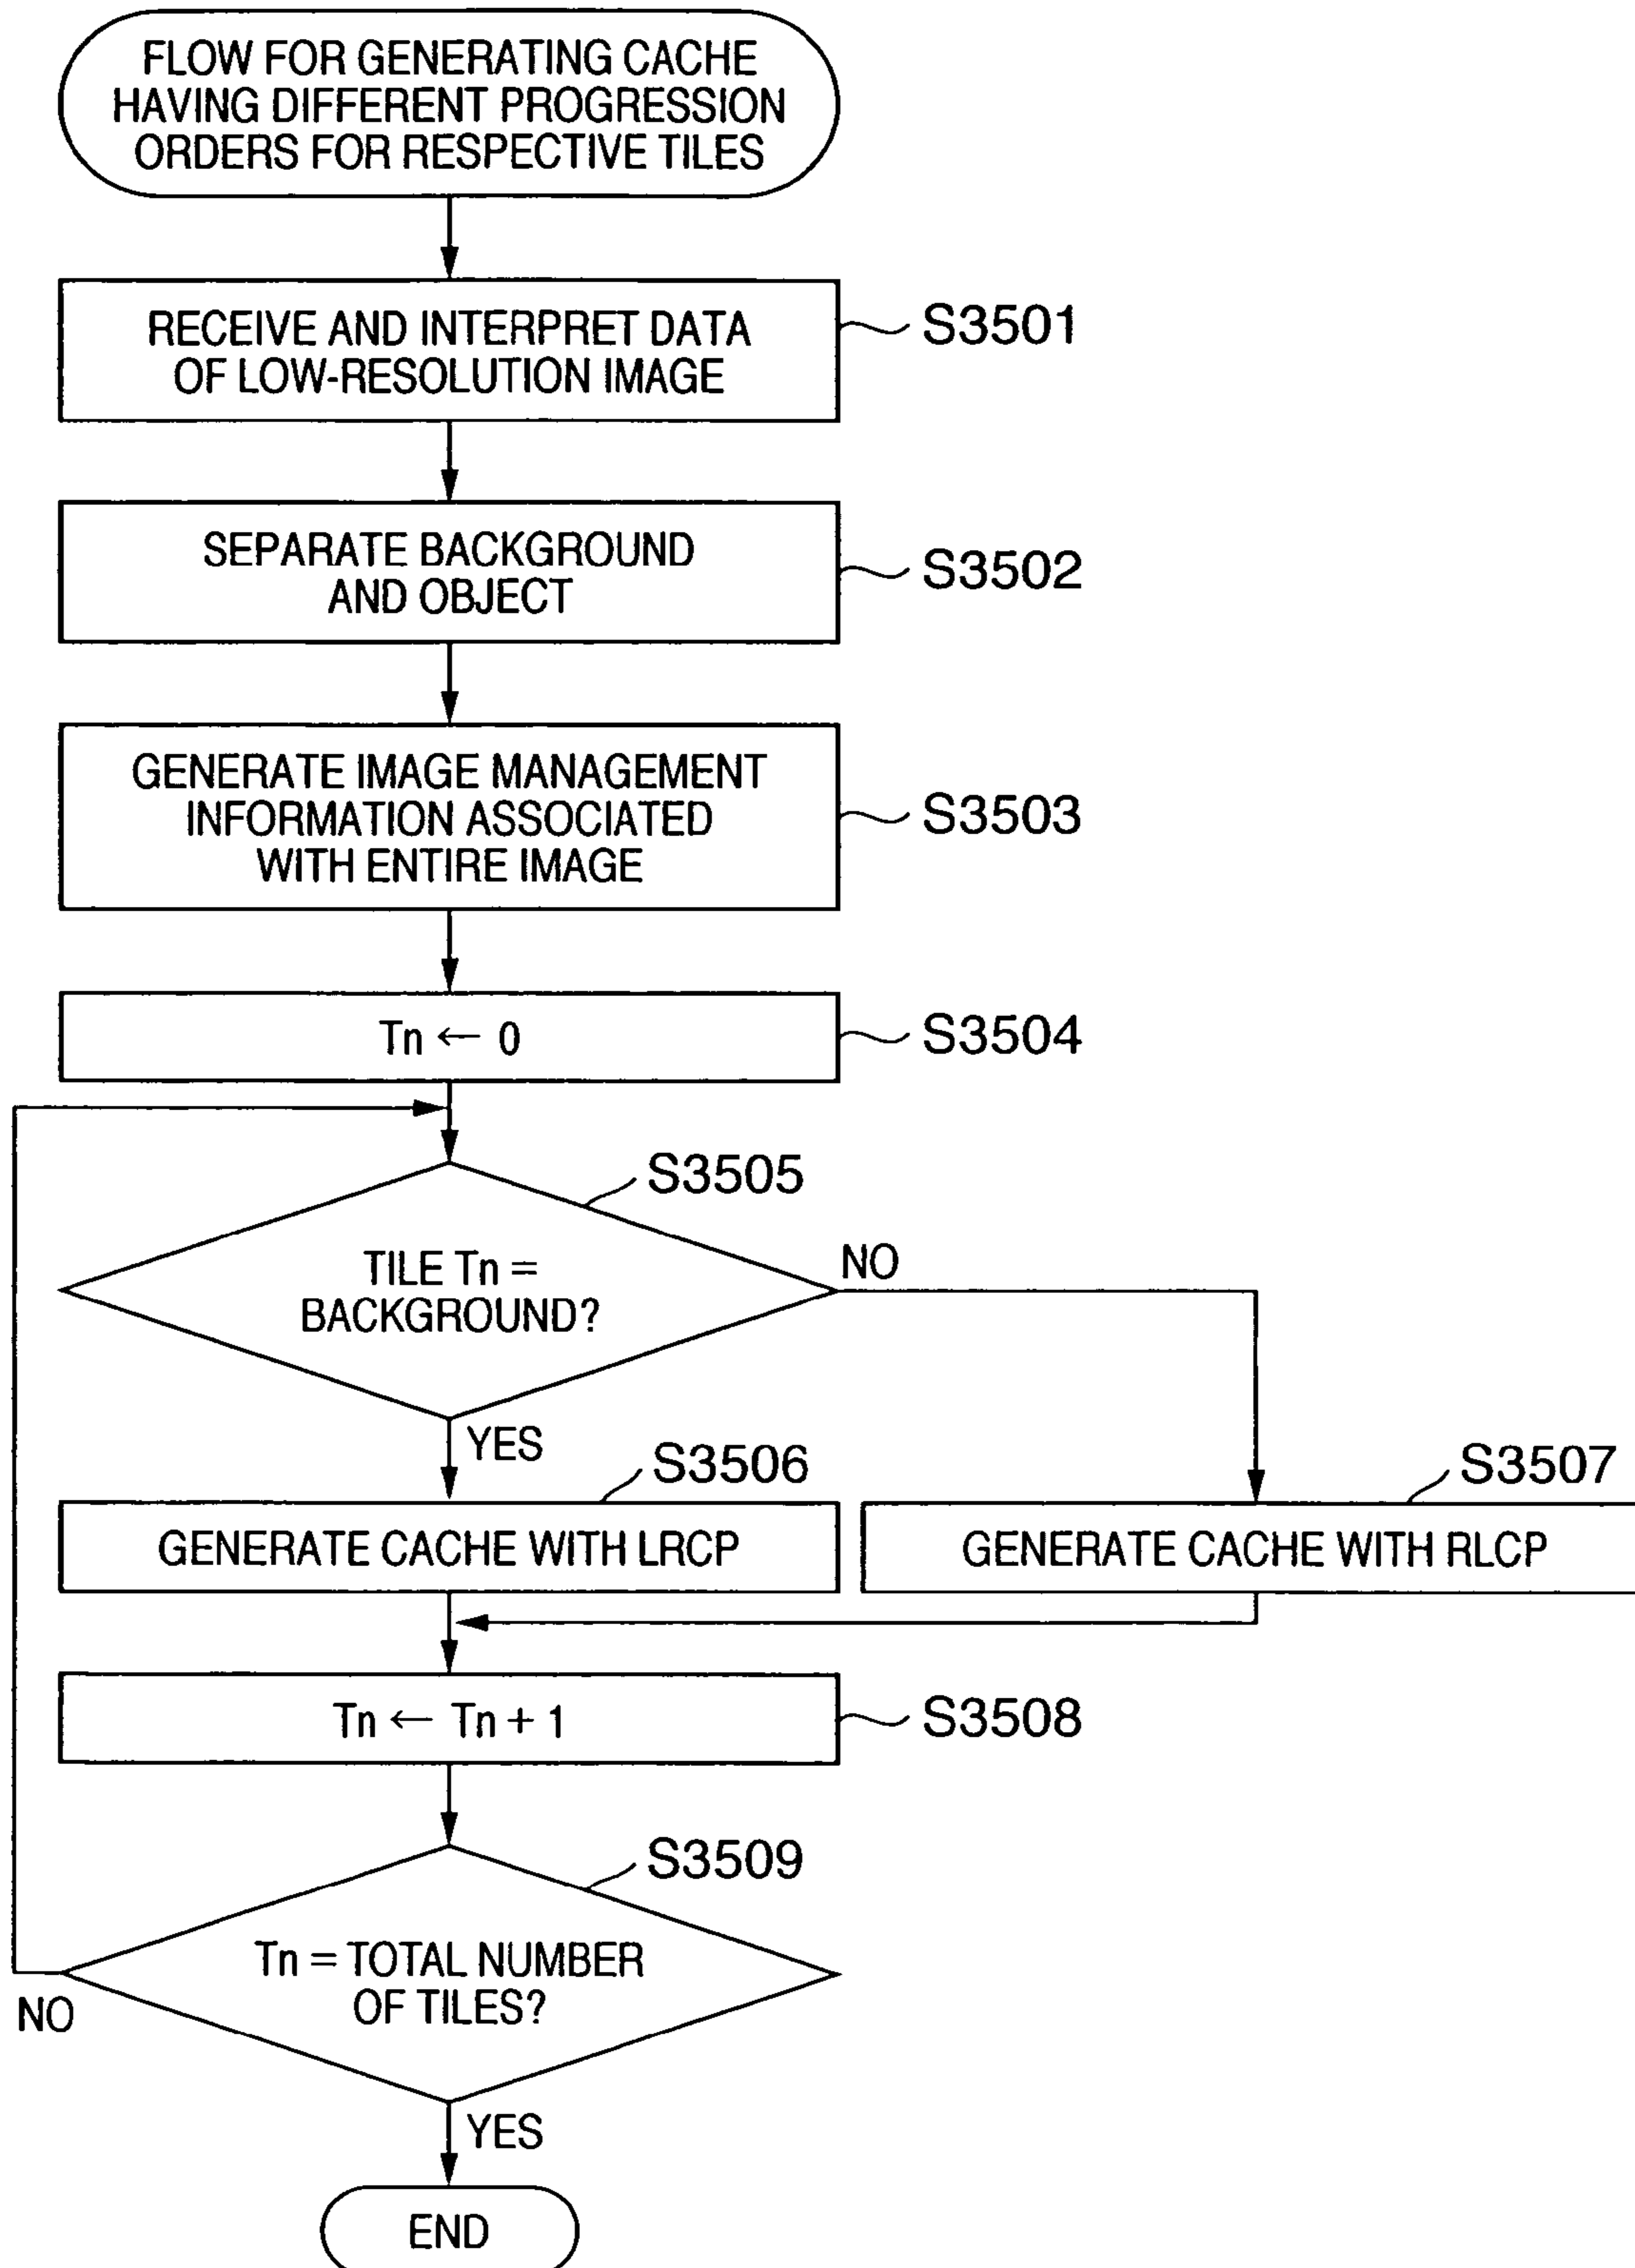 FLOW FOR GENERATING CACHE
HAVING DIFFERENT PROGRESSION
ORDERS FOR RESPECTIVE TILES
RECEIVE AND INTERPRET DATA
OF LOW-RESOLUTION IMAGE
S3501
SEPARATE BACKGROUND
AND OBJECT
S3502
GENERATE IMAGE MANAGEMENT
INFORMATION ASSOCIATED
WITH ENTIRE IMAGE
S3503
Tn ← 0
S3504
S3505
TILE Tn =
BACKGROUND?
NO
YES
S3506
GENERATE CACHE WITH LRCP
S3507
GENERATE CACHE WITH RLCP
Tn ← Tn + 1
S3508
S3509
Tn = TOTAL NUMBER
OF TILES?
NO
YES
END